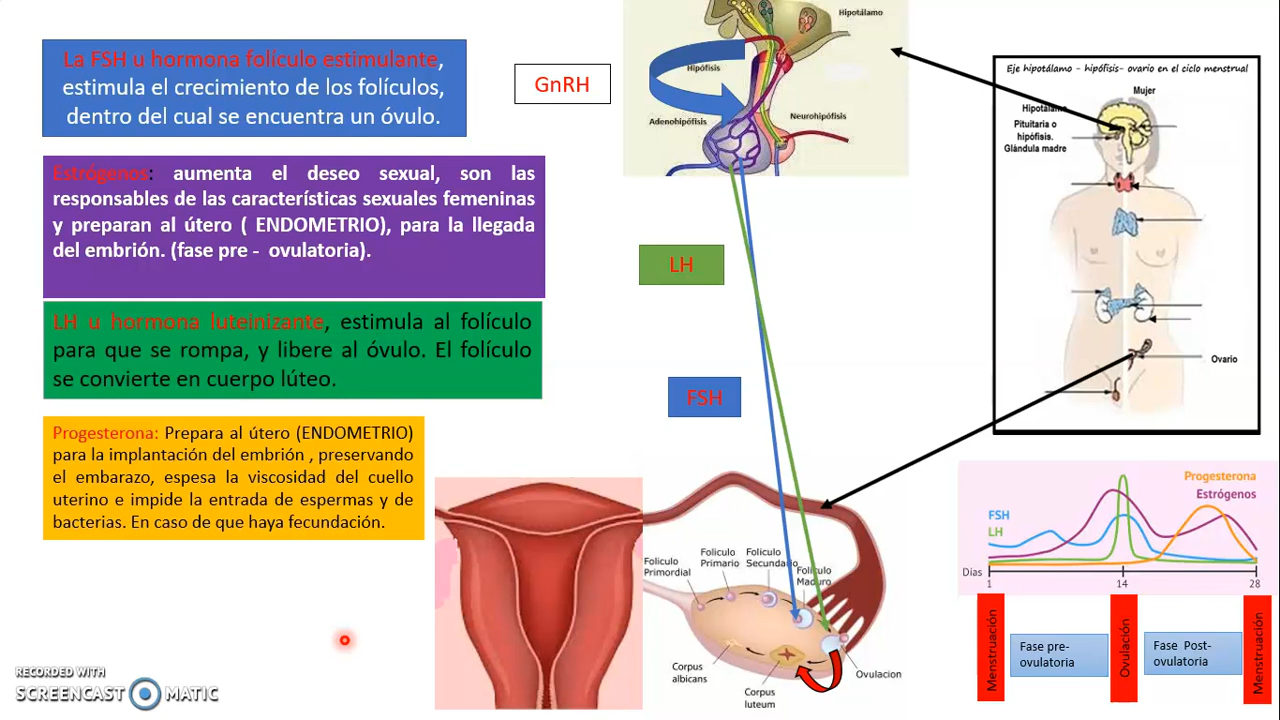 La FSH u hormona folículo estimulante,
estimula el crecimiento de los folículos,
dentro del cual se encuentra un óvulo.
Estrógenos: aumenta el deseo sexual, son las
responsables de las características sexuales femeninas
y preparan al útero ( ENDOMETRIO), para la llegada
del embrión. (fase pre - ovulatoria).
LH u hormona luteinizante, estimula al folículo
para que se rompa, y libere al óvulo. El folículo
se convierte en cuerpo lúteo.
Progesterona: Prepara al útero (ENDOMETRIO)
para la implantación del embrión , preservando
el embarazo, espesa la viscosidad del cuello
uterino e impide la entrada de espermas y de
bacterias. En caso de que haya fecundación.
RECORDED WITH
SCREENCAST MATIC
GnRH
Hipotálamo
Hipófisis
Adenohipófisis
Neurohipófisis
LH
FSH
Foliculo
Primordial
Foliculo
Primario
Foliculo
Secundario
Foliculo
Maduro
Corpus
albicans
Corpus
luteum
Ovulacion
Eje hipotálamo - hipófisis- ovario en el ciclo menstrual
Mujer
Hipotálamo
Pituitaria o
hipófisis.
Glándula madre
Ovario
Progesterona
Estrógenos
FSH
LH
Días
1
14
28
Menstruación
Fase pre-
ovulatoria
Ovulación
Fase Post-
ovulatoria
Menstruación